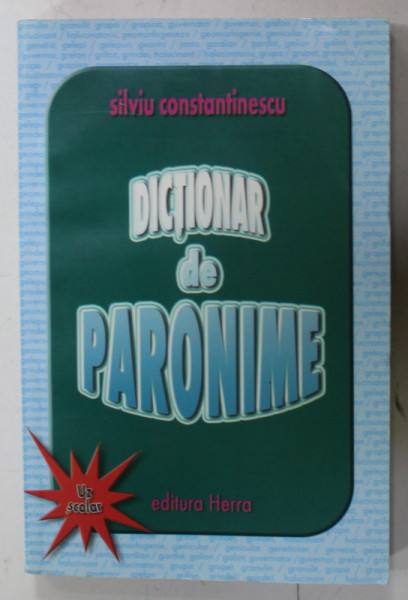 silviu constantinescu
DICȚIONAR
de
PARONIME
Uz
școlar
editura Herra